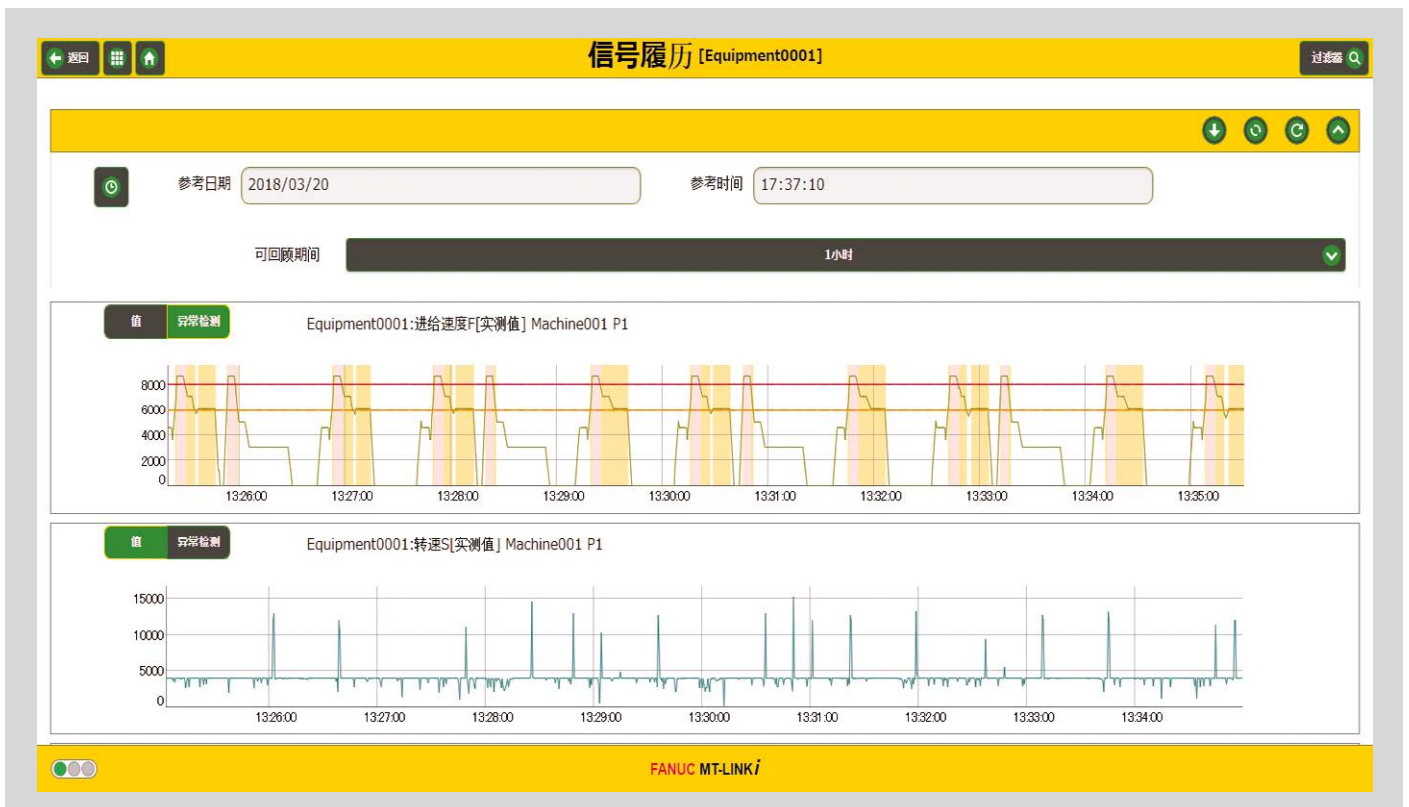 返回 信号履历 [Equipment0001] 过滤器
参考日期 2018/03/20 参考时间 17:37:10
可回顾期间 1小时
值 异常检测 Equipment0001:进给速度F[实测值] Machine001 P1
8000
6000
4000
2000
0
13:26:00 13:27:00 13:28:00 13:29:00 13:30:00 13:31:00 13:32:00 13:33:00 13:34:00 13:35:00
值 异常检测 Equipment0001:转速S[实测值] Machine001 P1
15000
10000
5000
0
13:26:00 13:27:00 13:28:00 13:29:00 13:30:00 13:31:00 13:32:00 13:33:00 13:34:00
FANUC MT-LINKi